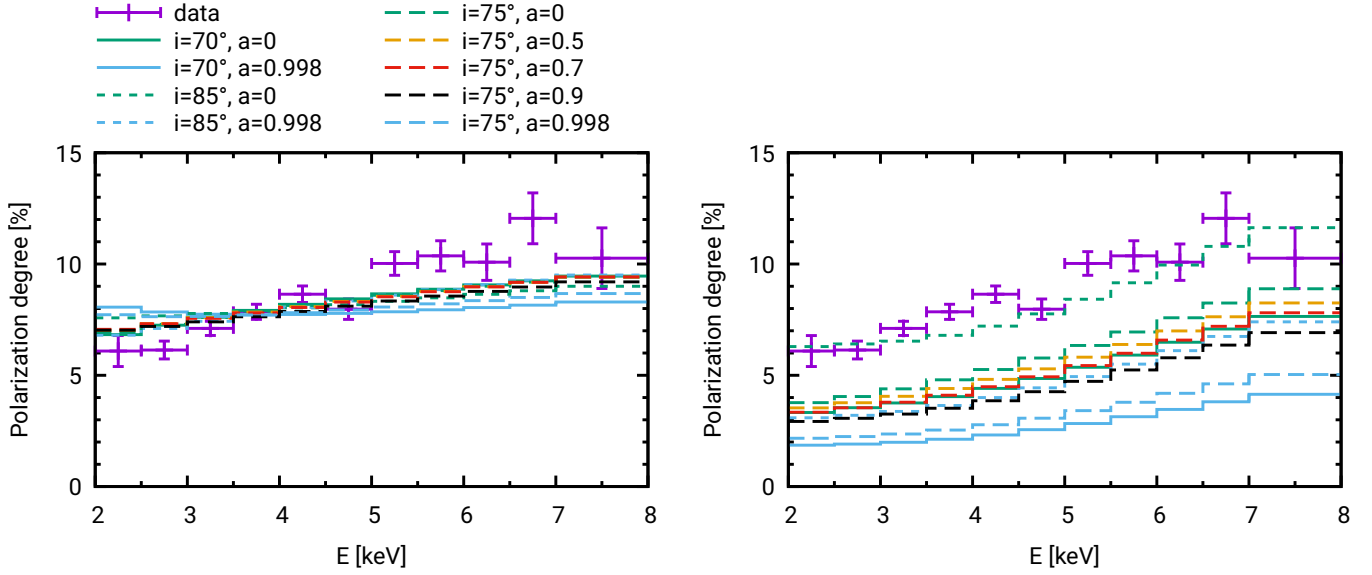 data
i=70°, a=0
i=70°, a=0.998
i=85°, a=0
i=85°, a=0.998
i=75°, a=0
i=75°, a=0.5
i=75°, a=0.7
i=75°, a=0.9
i=75°, a=0.998
Polarization degree [%]
15
10
5
0
2 3 4 5 6 7 8
E [keV]
Polarization degree [%]
15
10
5
0
2 3 4 5 6 7 8
E [keV]